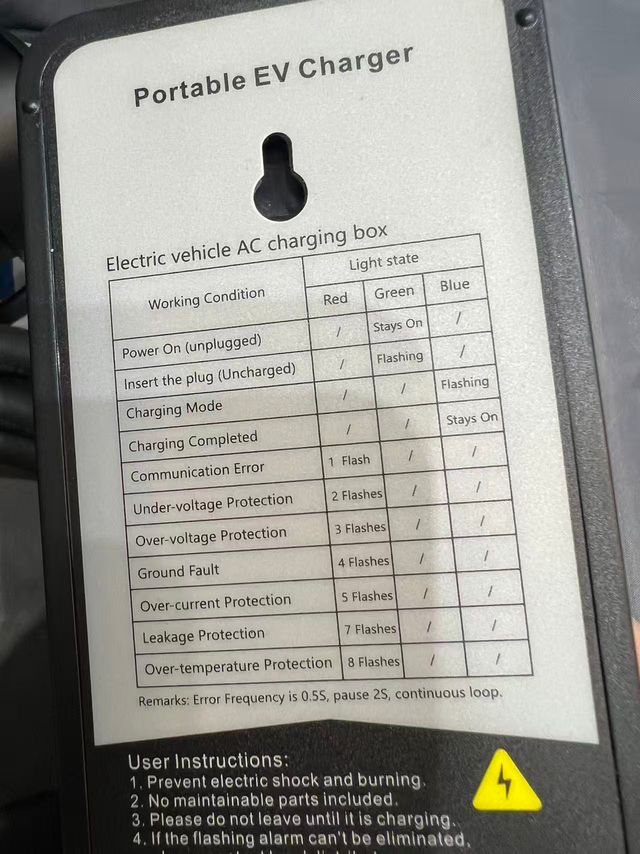 Portable EV Charger
Electric vehicle AC charging box
Working Condition Light state
Red Green Blue
Power On (unplugged) / Stays On /
Insert the plug (Uncharged) / Flashing /
Charging Mode / / Flashing
Charging Completed / / Stays On
Communication Error 1 Flash / /
Under-voltage Protection 2 Flashes / /
Over-voltage Protection 3 Flashes / /
Ground Fault 4 Flashes / /
Over-current Protection 5 Flashes / /
Leakage Protection 7 Flashes / /
Over-temperature Protection 8 Flashes / /
Remarks: Error Frequency is 0.5S, pause 2S, continuous loop.
User Instructions:
1. Prevent electric shock and burning.
2. No maintainable parts included.
3. Please do not leave until it is charging.
4. If the flashing alarm can't be eliminated,